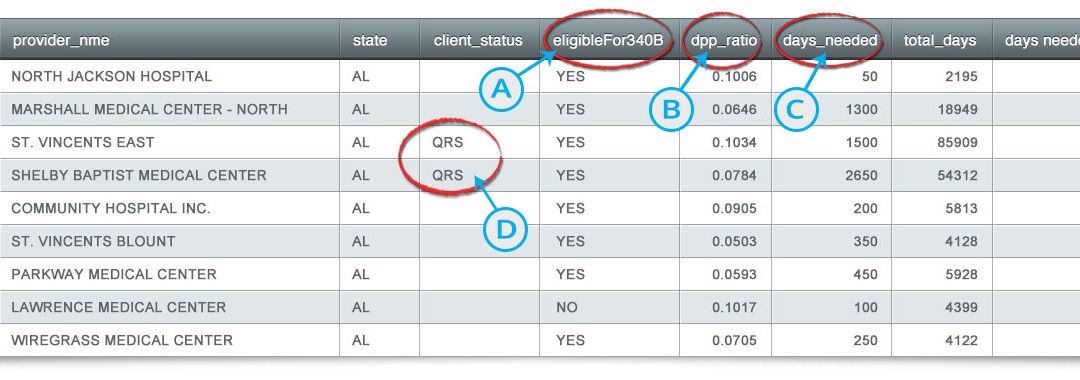 provider_nme state client_status eligibleFor340B dpp_ratio days_needed total_days days neede
NORTH JACKSON HOSPITAL AL YES 0.1006 50 2195
A B C
MARSHALL MEDICAL CENTER - NORTH AL YES 0.0646 1300 18949
ST. VINCENTS EAST AL QRS YES 0.1034 1500 85909
SHELBY BAPTIST MEDICAL CENTER AL QRS YES 0.0784 2650 54312
COMMUNITY HOSPITAL INC. AL YES 0.0905 200 5813
D
ST. VINCENTS BLOUNT AL YES 0.0503 350 4128
PARKWAY MEDICAL CENTER AL YES 0.0593 450 5928
LAWRENCE MEDICAL CENTER AL NO 0.1017 100 4399
WIREGRASS MEDICAL CENTER AL YES 0.0705 250 4122